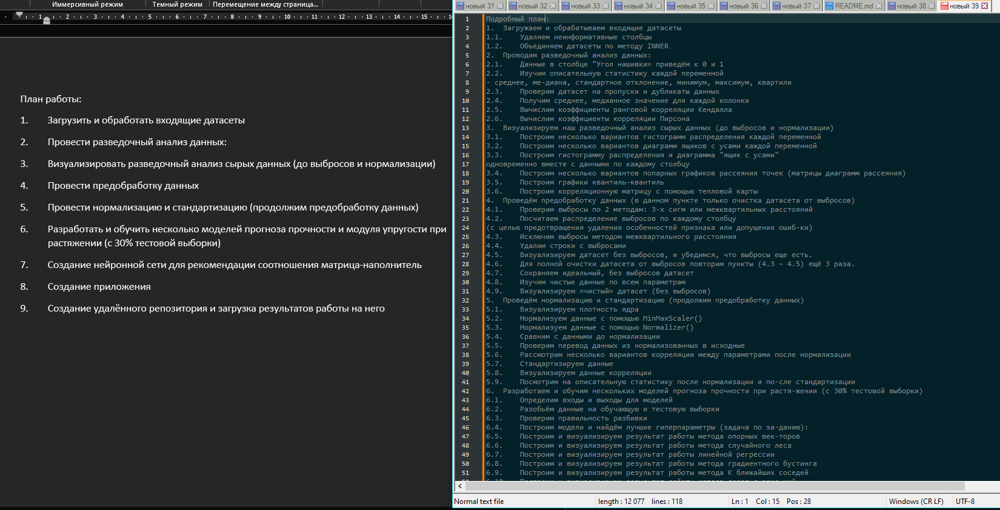 Иммерсивный режим
Темный режим
Перемещение между страница...
1 2 3 4 5 6 7 8 9 10 11 12 13 14 15
План работы:
1. Загрузить и обработать входящие датасеты
2. Провести разведочный анализ данных:
3. Визуализировать разведочный анализ сырых данных (до выбросов и нормализации)
4. Провести предобработку данных
5. Провести нормализацию и стандартизацию (продолжим предобработку данных)
6. Разработать и обучить несколько моделей прогноза прочности и модуля упругости при
растяжении (с 30% тестовой выборки)
7. Создание нейронной сети для рекомендации соотношения матрица-наполнитель
8. Создание приложения
9. Создание удалённого репозитория и загрузка результатов работы на него
новый 31 новый 32 новый 33 новый 34 новый 35 новый 36 новый 37 README.md новый 38 новый 39
1 Подробный план:
2 1. Загружаем и обрабатываем входящие датасеты
3 1.1. Удаляем неинформативные столбцы
4 1.2. Объединяем датасеты по методу INNER
5 2. Проводим разведочный анализ данных:
6 2.1. Данные в столбце "Угол нашивки» приведём к 0 и 1
7 2.2. Изучим описательную статистику каждой переменной
8 - среднее, ме-диана, стандартное отклонение, минимум, максимум, квартили
9 2.3. Проверим датасет на пропуски и дубликаты данных
10 2.4. Получим среднее, медианное значение для каждой колонки
11 2.5. Вычислим коэффициенты ранговой корреляции Кендалла
12 2.6. Вычислим коэффициенты корреляции Пирсона
13 3. Визуализируем наш разведочный анализ сырых данных (до выбросов и нормализации)
14 3.1. Построим несколько вариантов гистограмм распределения каждой переменной
15 3.2. Построим несколько вариантов диаграмм ящиков с усами каждой переменной
16 3.3. Построим гистограмму распределения и диаграмма "ящик с усами"
17 одновременно вместе с данными по каждому столбцу
18 3.4. Построим несколько вариантов попарных графиков рассеяния точек (матрицы диаграмм рассеяния)
19 3.5. Построим графики квантиль-квантиль
20 3.6. Построим корреляционную матрицу с помощью тепловой карты
21 4. Проведём предобработку данных (в данном пункте только очистка датасета от выбросов)
22 4.1. Проверим выбросы по 2 методам: 3-х сигм или межквартильных расстояний
23 4.2. Посчитаем распределение выбросов по каждому столбцу
24 (с целью предотвращения удаления особенностей признака или допущения ошиб-ки)
25 4.3. Исключим выбросы методом межквартильного расстояния
26 4.4. Удалим строки с выбросами
27 4.5. Визуализируем датасет без выбросов, и убедимся, что выбросы еще есть.
28 4.6. Для полной очистки датасета от выбросов повторим пункты (4.3 – 4.5) ещё 3 раза.
29 4.7. Сохраняем идеальный, без выбросов датасет
30 4.8. Изучим чистые данные по всем параметрам
31 4.9. Визуализируем «чистый» датасет (без выбросов)
32 5. Проведём нормализацию и стандартизацию (продолжим предобработку данных)
33 5.1. Визуализируем плотность ядра
34 5.2. Нормализуем данные с помощью MinMaxScaler()
35 5.3. Нормализуем данные с помощью Normalizer()
36 5.4. Сравним с данными до нормализации
37 5.5. Проверим перевод данных из нормализованных в исходные
38 5.6. Рассмотрим несколько вариантов корреляции между параметрами после нормализации
39 5.7. Стандартизируем данные
40 5.8. Визуализируем данные корреляции
41 5.9. Посмотрим на описательную статистику после нормализации и по-сле стандартизации
42 6. Разработаем и обучим нескольких моделей прогноза прочности при растя-жении (с 30% тестовой выборки)
43 6.1. Определим входы и выходы для моделей
44 6.2. Разобьём данные на обучающую и тестовую выборки
45 6.3. Проверим правильность разбивки
46 6.4. Построим модели и найдём лучшие гиперпараметры (задача по за-данию):
47 6.5. Построим и визуализируем результат работы метода опорных век-торов
48 6.6. Построим и визуализируем результат работы метода случайного леса
49 6.7. Построим и визуализируем результат работы линейной регрессии
50 6.8. Построим и визуализируем результат работы метода градиентного бустинга
51 6.9. Построим и визуализируем результат работы метода К ближайших соседей
Normal text file length : 12 077 lines : 118 Ln : 1 Col : 15 Pos : 28 Windows (CR LF) UTF-8